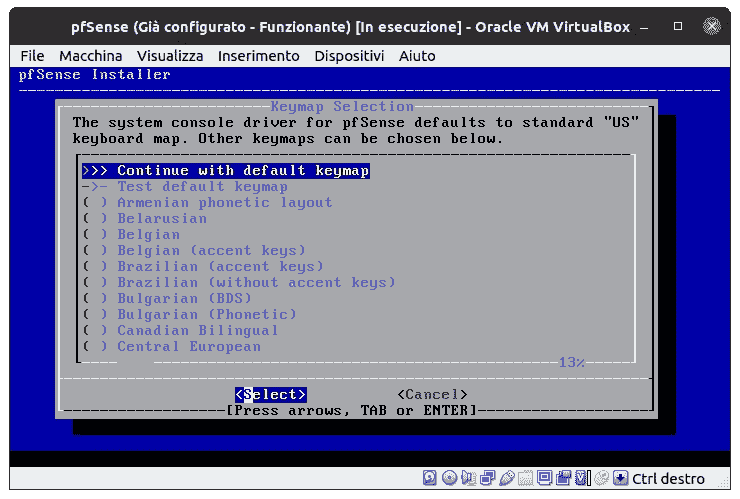 pfSense (Già configurato - Funzionante) [In esecuzione] - Oracle VM VirtualBox
File Macchina Visualizza Inserimento Dispositivi Aiuto
pfSense Installer
Keymap Selection
The system console driver for pfSense defaults to standard "US"
keyboard map. Other keymaps can be chosen below.
>>> Continue with default keymap
->- Test default keymap
( ) Armenian phonetic layout
( ) Belarusian
( ) Belgian
( ) Belgian (accent keys)
( ) Brazilian (accent keys)
( ) Brazilian (without accent keys)
( ) Bulgarian (BDS)
( ) Bulgarian (Phonetic)
( ) Canadian Bilingual
( ) Central European
13%
<Select> <Cancel>
[Press arrows, TAB or ENTER]
Ctrl destro